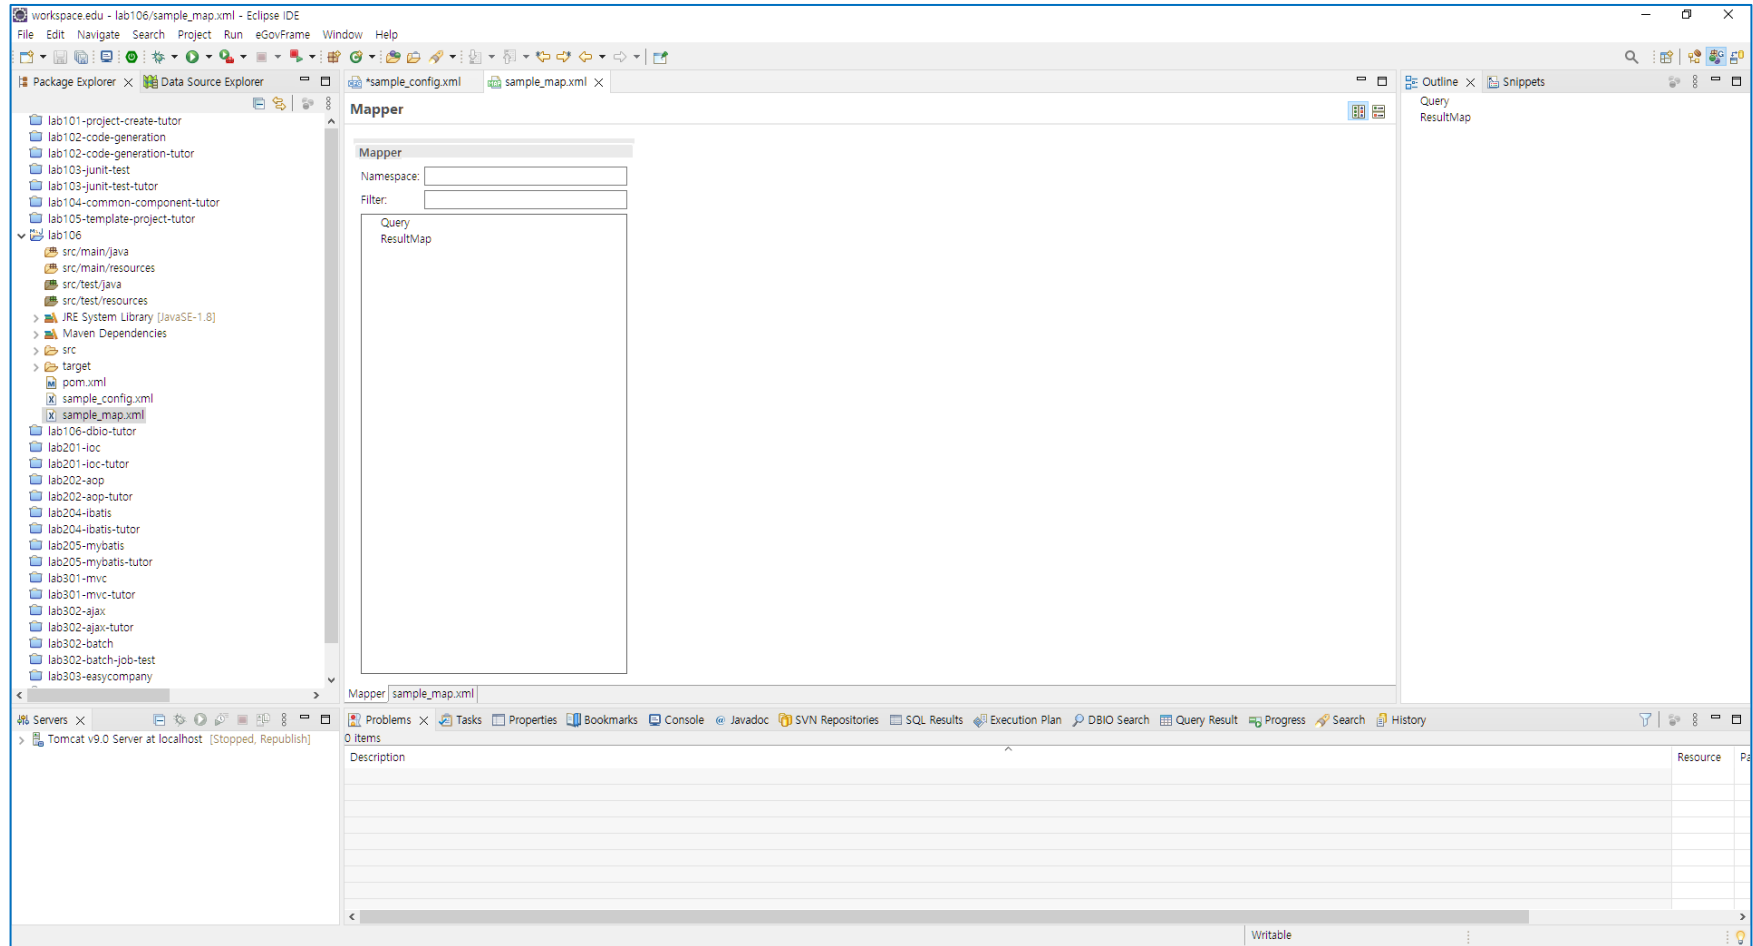 workspace.edu - lab106/sample_map.xml - Eclipse IDE
File Edit Navigate Search Project Run eGovFrame Window Help
Package Explorer
Data Source Explorer
lab101-project-create-tutor
lab102-code-generation
lab102-code-generation-tutor
lab103-junit-test
lab103-junit-test-tutor
lab104-common-component-tutor
lab105-template-project-tutor
lab106
src/main/java
src/main/resources
src/test/java
src/test/resources
JRE System Library [JavaSE-1.8]
Maven Dependencies
src
target
pom.xml
sample_config.xml
sample_map.xml
lab106-dbio-tutor
lab201-ioc
lab201-ioc-tutor
lab202-aop
lab202-aop-tutor
lab204-ibatis
lab204-ibatis-tutor
lab205-mybatis
lab205-mybatis-tutor
lab301-mvc
lab301-mvc-tutor
lab302-ajax
lab302-ajax-tutor
lab302-batch
lab302-batch-job-test
lab303-easycompany
*sample_config.xml
sample_map.xml
Mapper
Mapper
Namespace:
Filter:
Query
ResultMap
Mapper sample_map.xml
Outline
Snippets
Query
ResultMap
Servers
Tomcat v9.0 Server at localhost [Stopped, Republish]
Problems Tasks Properties Bookmarks Console @ Javadoc SVN Repositories SQL Results Execution Plan DBIO Search Query Result Progress Search History
0 items
Description Resource Pa
Writable